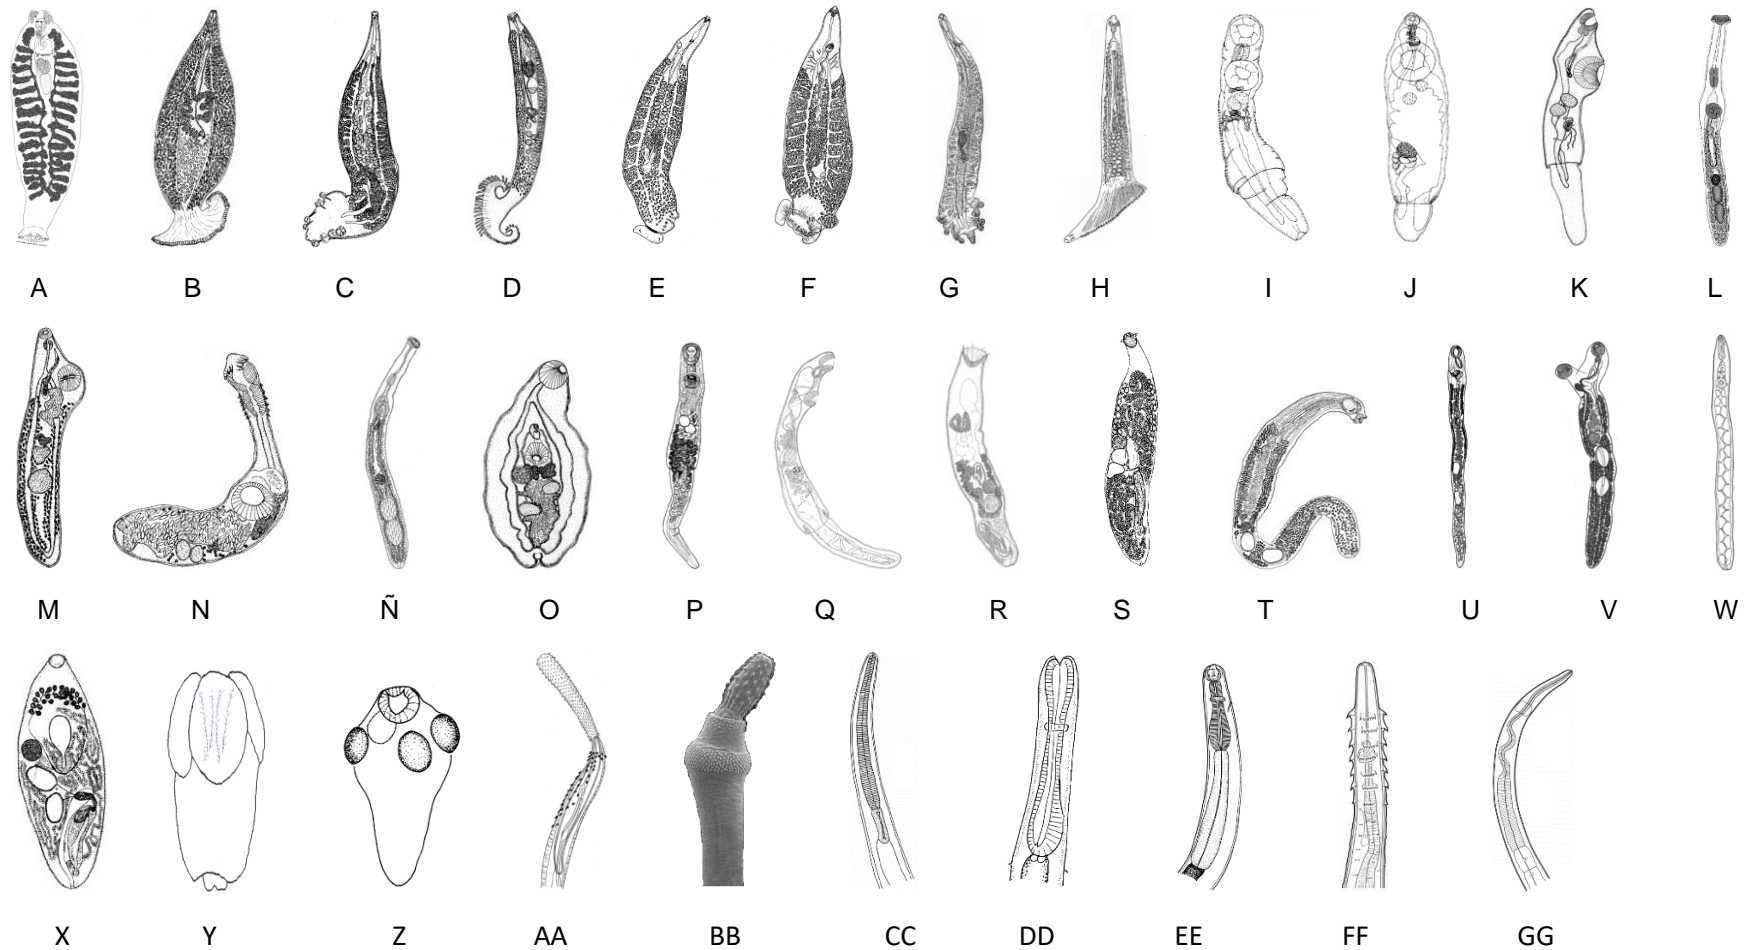 A B C D E F G H I J K L
M N Ñ O P Q R S T U V W
X Y Z AA BB CC DD EE FF GG